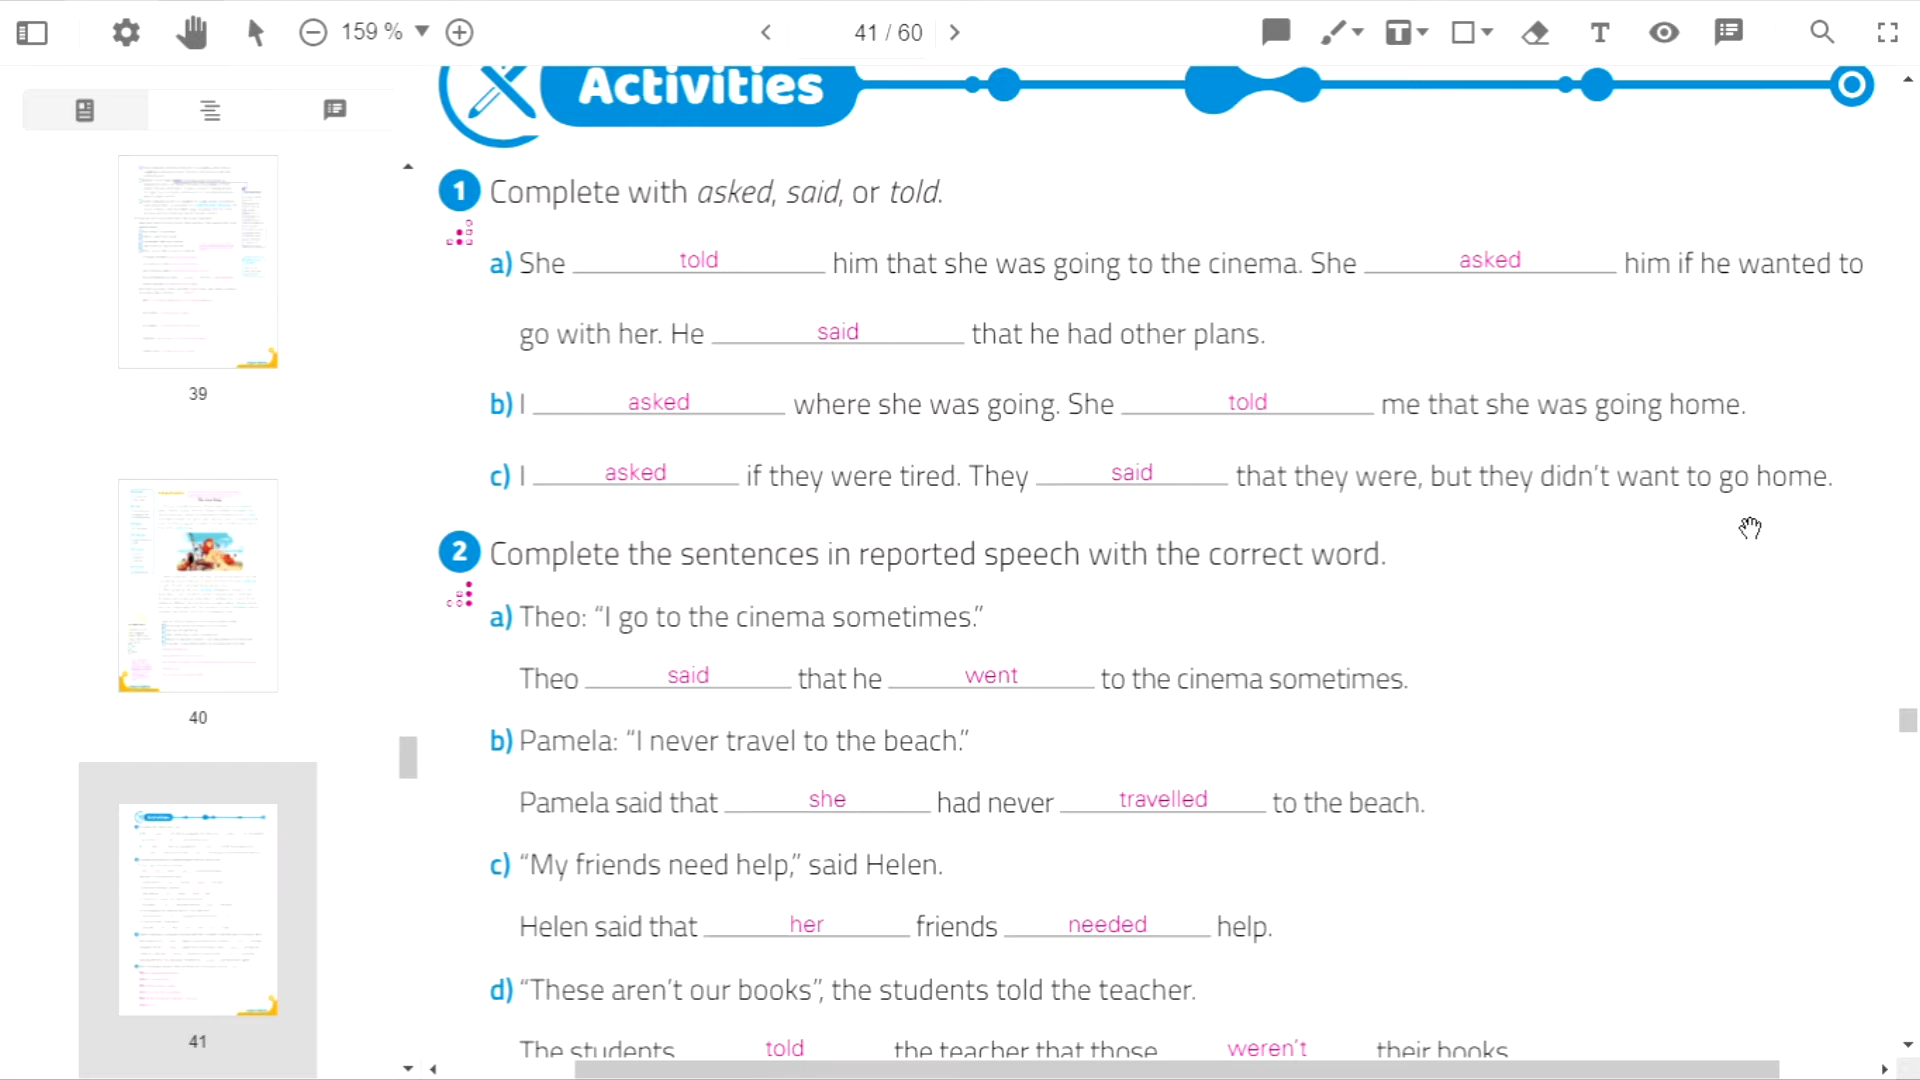 159 %
41 / 60
Activities
1 Complete with asked, said, or told.
a) She told him that she was going to the cinema. She asked him if he wanted to
go with her. He said that he had other plans.
b) I asked where she was going. She told me that she was going home.
c) I asked if they were tired. They said that they were, but they didn't want to go home.
2 Complete the sentences in reported speech with the correct word.
a) Theo: “I go to the cinema sometimes.”
Theo said that he went to the cinema sometimes.
b) Pamela: “I never travel to the beach.”
Pamela said that she had never travelled to the beach.
c) “My friends need help,” said Helen.
Helen said that her friends needed help.
d) “These aren't our books”, the students told the teacher.
The students told the teacher that those weren't their books
39
40
41